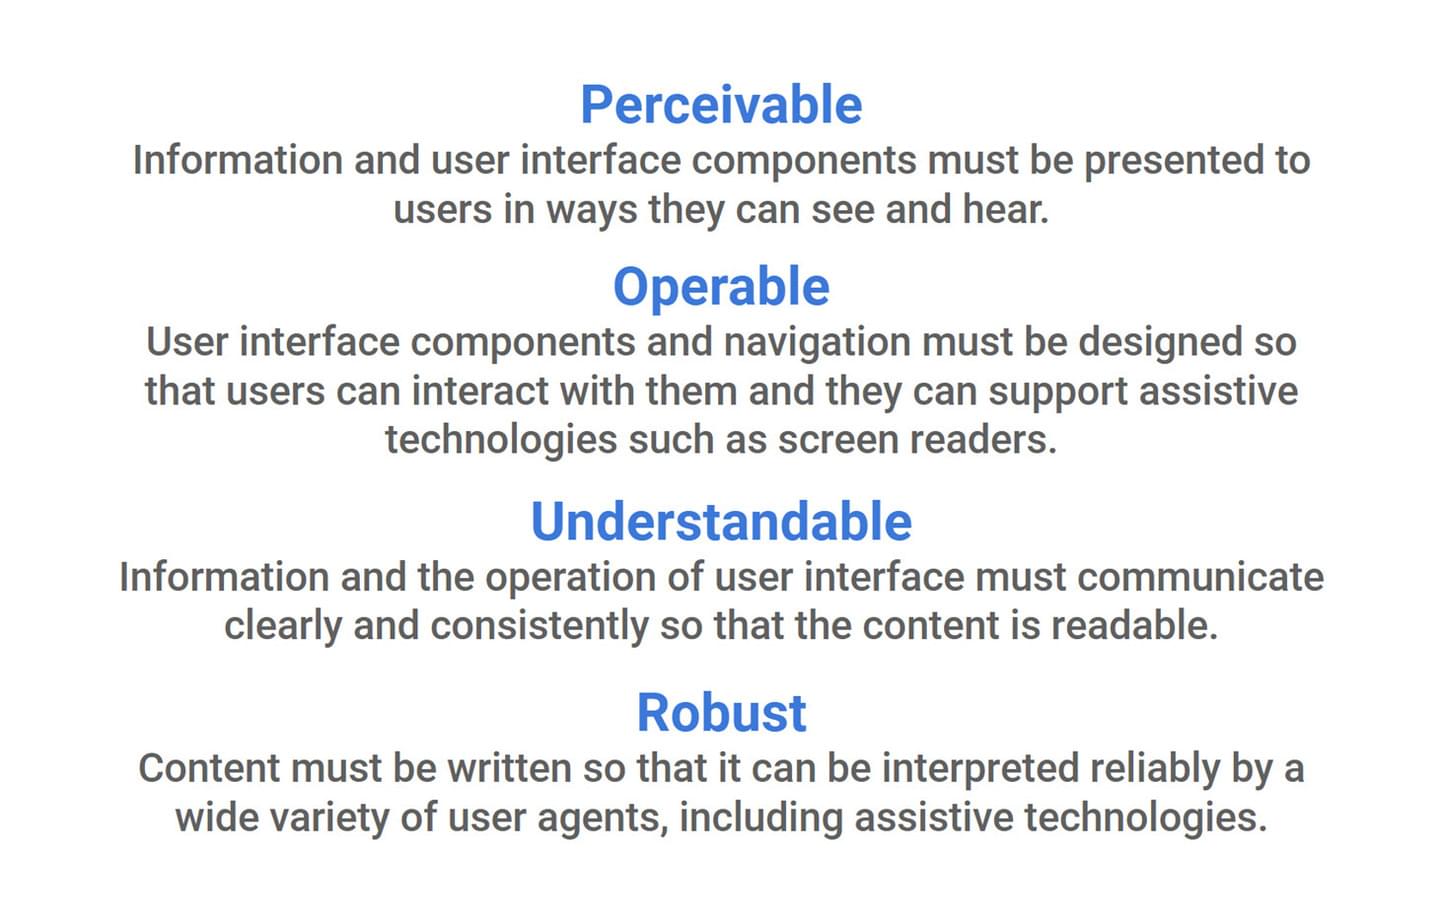 Perceivable
Information and user interface components must be presented to
users in ways they can see and hear.
Operable
User interface components and navigation must be designed so
that users can interact with them and they can support assistive
technologies such as screen readers.
Understandable
Information and the operation of user interface must communicate
clearly and consistently so that the content is readable.
Robust
Content must be written so that it can be interpreted reliably by a
wide variety of user agents, including assistive technologies.